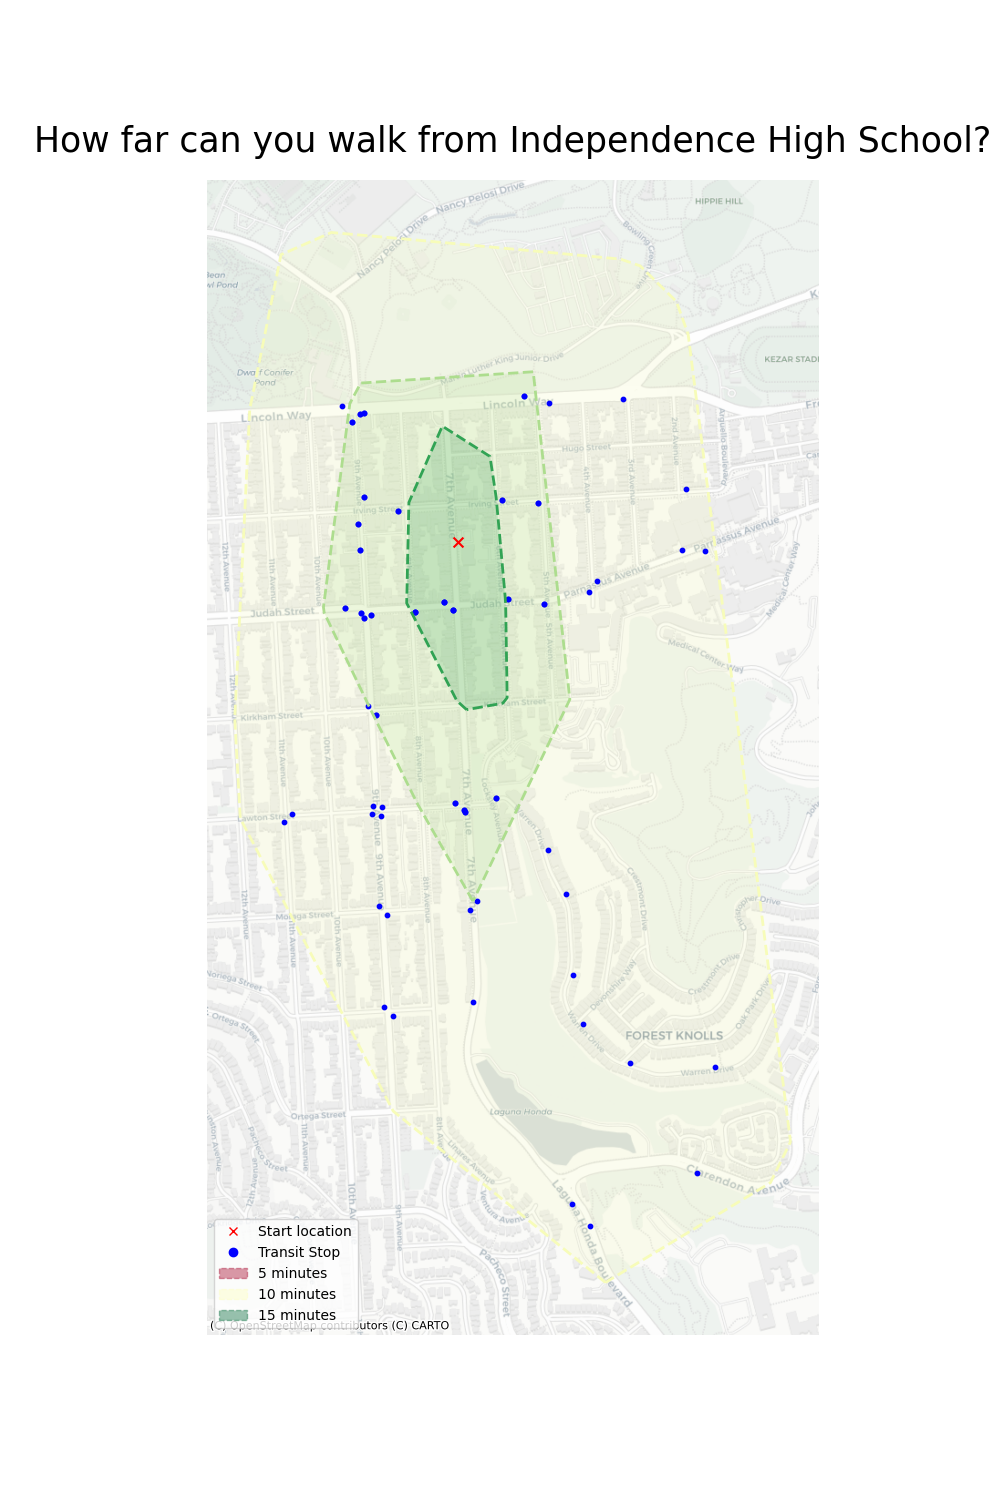 How far can you walk from Independence High School?
Nancy Pelosi Drive
HIPPIE HILL
Nancy Pelosi Drive
Bowling Green
Pond
Martin Luther King Junior Drive
KEZAR STADI
Pond
Lincoln Way
Lincoln Way
Fre
2nd Avenue
Arguello Boulevard
Hugo Street
3rd Avenue
4th Avenue
9th Avenue
7th Avenue
Irving Street
Irving Street
Parnassus Avenue
12th Avenue
11th Avenue
10th Avenue
Parnassus Avenue
Medical Center Way
5th Avenue
5th Avenue
Judah Street
Judah Street
Medical Center Way
12th Avenue
Kirkham Street
11th Avenue
10th Avenue
8th Avenue
7th Avenue
Locksley Avenue
Warren Drive
Lawton Street
9th Avenue
9th Avenue
8th Avenue
7th Avenue
Crestmont Drive
12th Avenue
Moraga Street
11th Avenue
10th Avenue
Christopher Drive
Noriega Street
Crestmont Drive
Devonshire Way
Oak Park Drive
Ortega Street
Warren Drive
FOREST KNOLLS
Warren Drive
Laguna Honda
Ortega Street
11th Avenue
8th Avenue
Pacheco Street
Linares Avenue
12th Avenue
10th Av
Clarendon Avenue
Ventura Avenue
Laguna Honda Boulevard
9th Avenue
Pacheco Street
Start location
Transit Stop
5 minutes
10 minutes
15 minutes
(C) OpenStreetMap contributors (C) CARTO